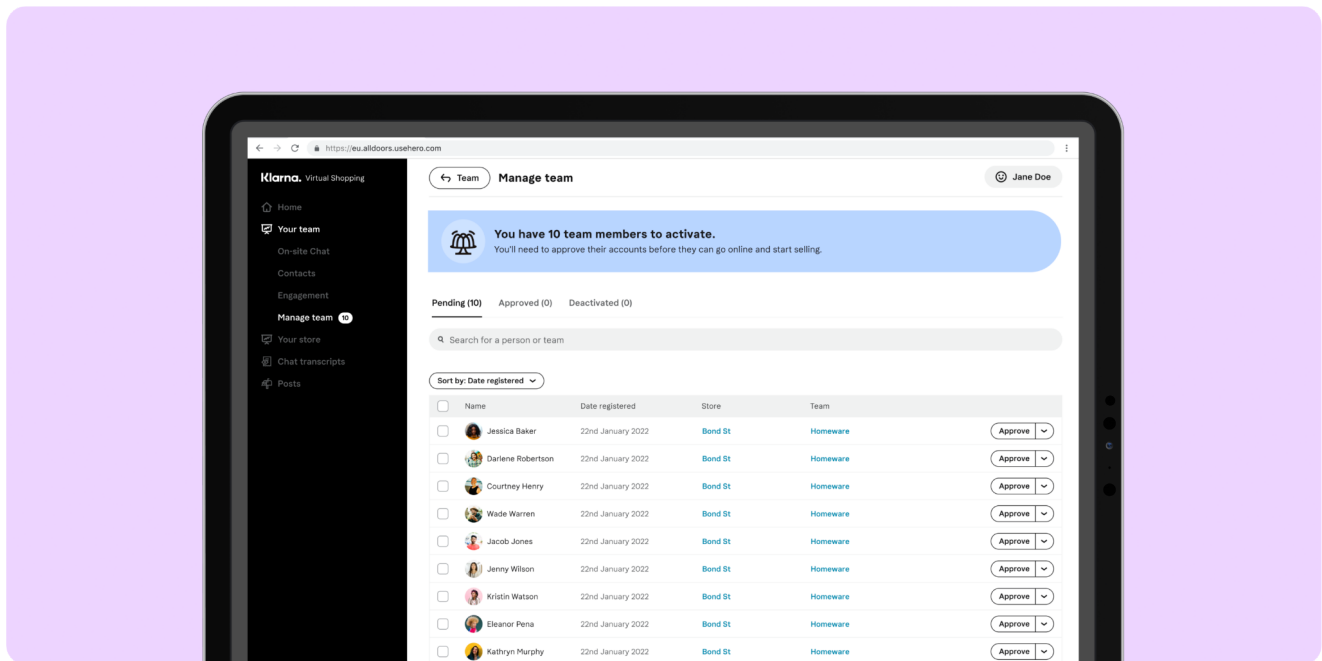 https://eu.alldoors.usehero.com
Klarna. Virtual Shopping
Home
Your team
On-site Chat
Contacts
Engagement
Manage team 10
Your store
Chat transcripts
Posts
Team Manage team Jane Doe
You have 10 team members to activate.
You'll need to approve their accounts before they can go online and start selling.
Pending (10) Approved (0) Deactivated (0)
Search for a person or team
Sort by: Date registered
Name Date registered Store Team
Jessica Baker 22nd January 2022 Bond St Homeware Approve
Darlene Robertson 22nd January 2022 Bond St Homeware Approve
Courtney Henry 22nd January 2022 Bond St Homeware Approve
Wade Warren 22nd January 2022 Bond St Homeware Approve
Jacob Jones 22nd January 2022 Bond St Homeware Approve
Jenny Wilson 22nd January 2022 Bond St Homeware Approve
Kristin Watson 22nd January 2022 Bond St Homeware Approve
Eleanor Pena 22nd January 2022 Bond St Homeware Approve
Kathryn Murphy 22nd January 2022 Bond St Homeware Approve